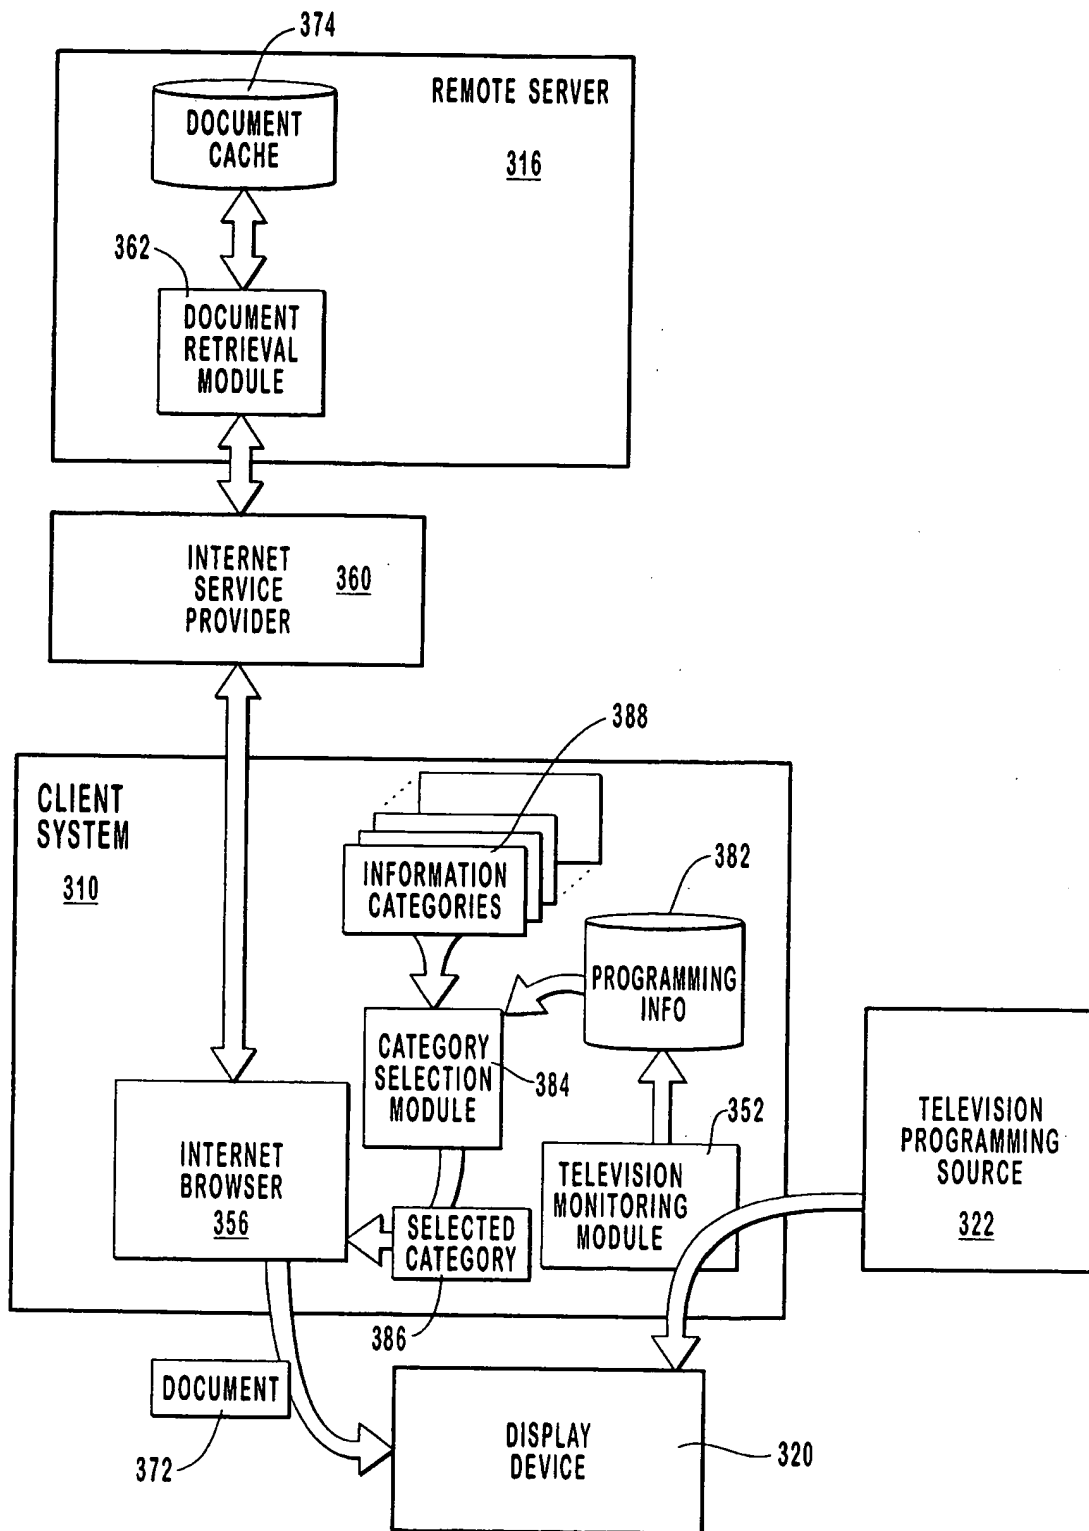 374
REMOTE SERVER
316
DOCUMENT
CACHE
362
DOCUMENT
RETRIEVAL
MODULE
INTERNET
SERVICE
PROVIDER
360
388
CLIENT
SYSTEM
310
INFORMATION
CATEGORIES
382
PROGRAMMING
INFO
CATEGORY
SELECTION
MODULE
384
352
TELEVISION
PROGRAMMING
SOURCE
322
INTERNET
BROWSER
356
TELEVISION
MONITORING
MODULE
SELECTED
CATEGORY
386
DOCUMENT
372
DISPLAY
DEVICE
320